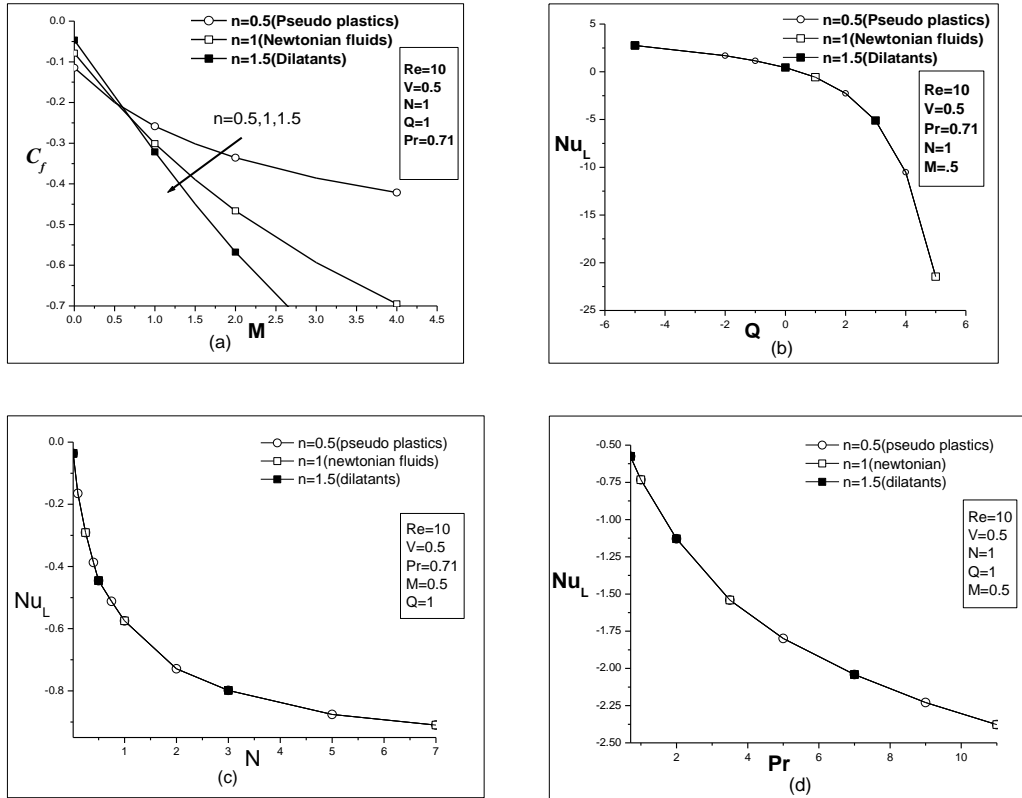 n=0.5(Pseudo plastics)
n=1(Newtonian fluids)
n=1.5(Dilatants)
Re=10
V=0.5
N=1
Q=1
Pr=0.71
n=0.5,1,1.5
C_f
0.0
-0.1
-0.2
-0.3
-0.4
-0.5
-0.6
-0.7
0.0 0.5 1.0 1.5 2.0 2.5 3.0 3.5 4.0 4.5
M
(a)
n=0.5(Pseudo plastics)
n=1(Newtonian fluids)
n=1.5(Dilatants)
Re=10
V=0.5
Pr=0.71
N=1
M=.5
Nu_L
5
0
-5
-10
-15
-20
-25
-6 -4 -2 0 2 4 6
Q
(b)
n=0.5(pseudo plastics)
n=1(newtonian fluids)
n=1.5(dilatants)
Re=10
V=0.5
Pr=0.71
M=0.5
Q=1
Nu_L
0.0
-0.2
-0.4
-0.6
-0.8
1 2 3 4 5 6 7
N
(c)
n=0.5(pseudo plastics)
n=1(newtonian)
n=1.5(dilatants)
Re=10
V=0.5
N=1
Q=1
M=0.5
Nu_L
-0.50
-0.75
-1.00
-1.25
-1.50
-1.75
-2.00
-2.25
-2.50
2 4 6 8 10
Pr
(d)